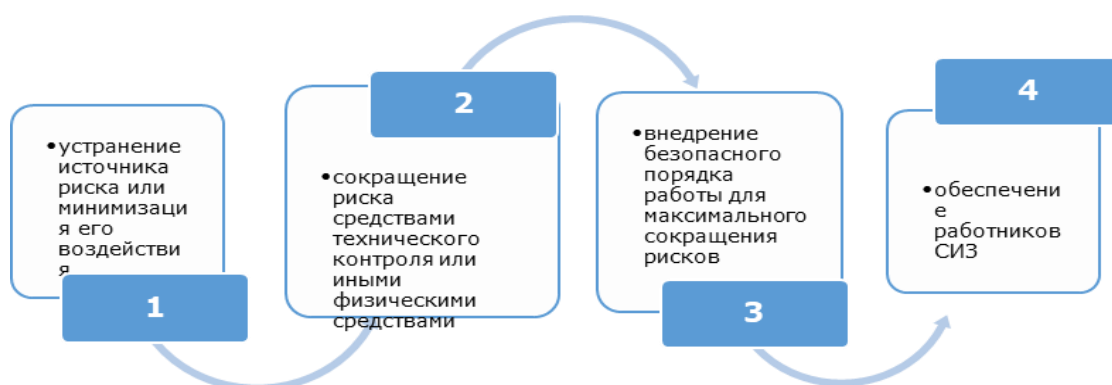 1
•устранение
источника
риска или
минимизаци
я его
воздействи
я
2
•сокращение
риска
средствами
технического
контроля или
иными
физическими
средствами
3
•внедрение
безопасного
порядка
работы для
максимального
сокращения
рисков
4
•обеспечени
е
работников
СИЗ